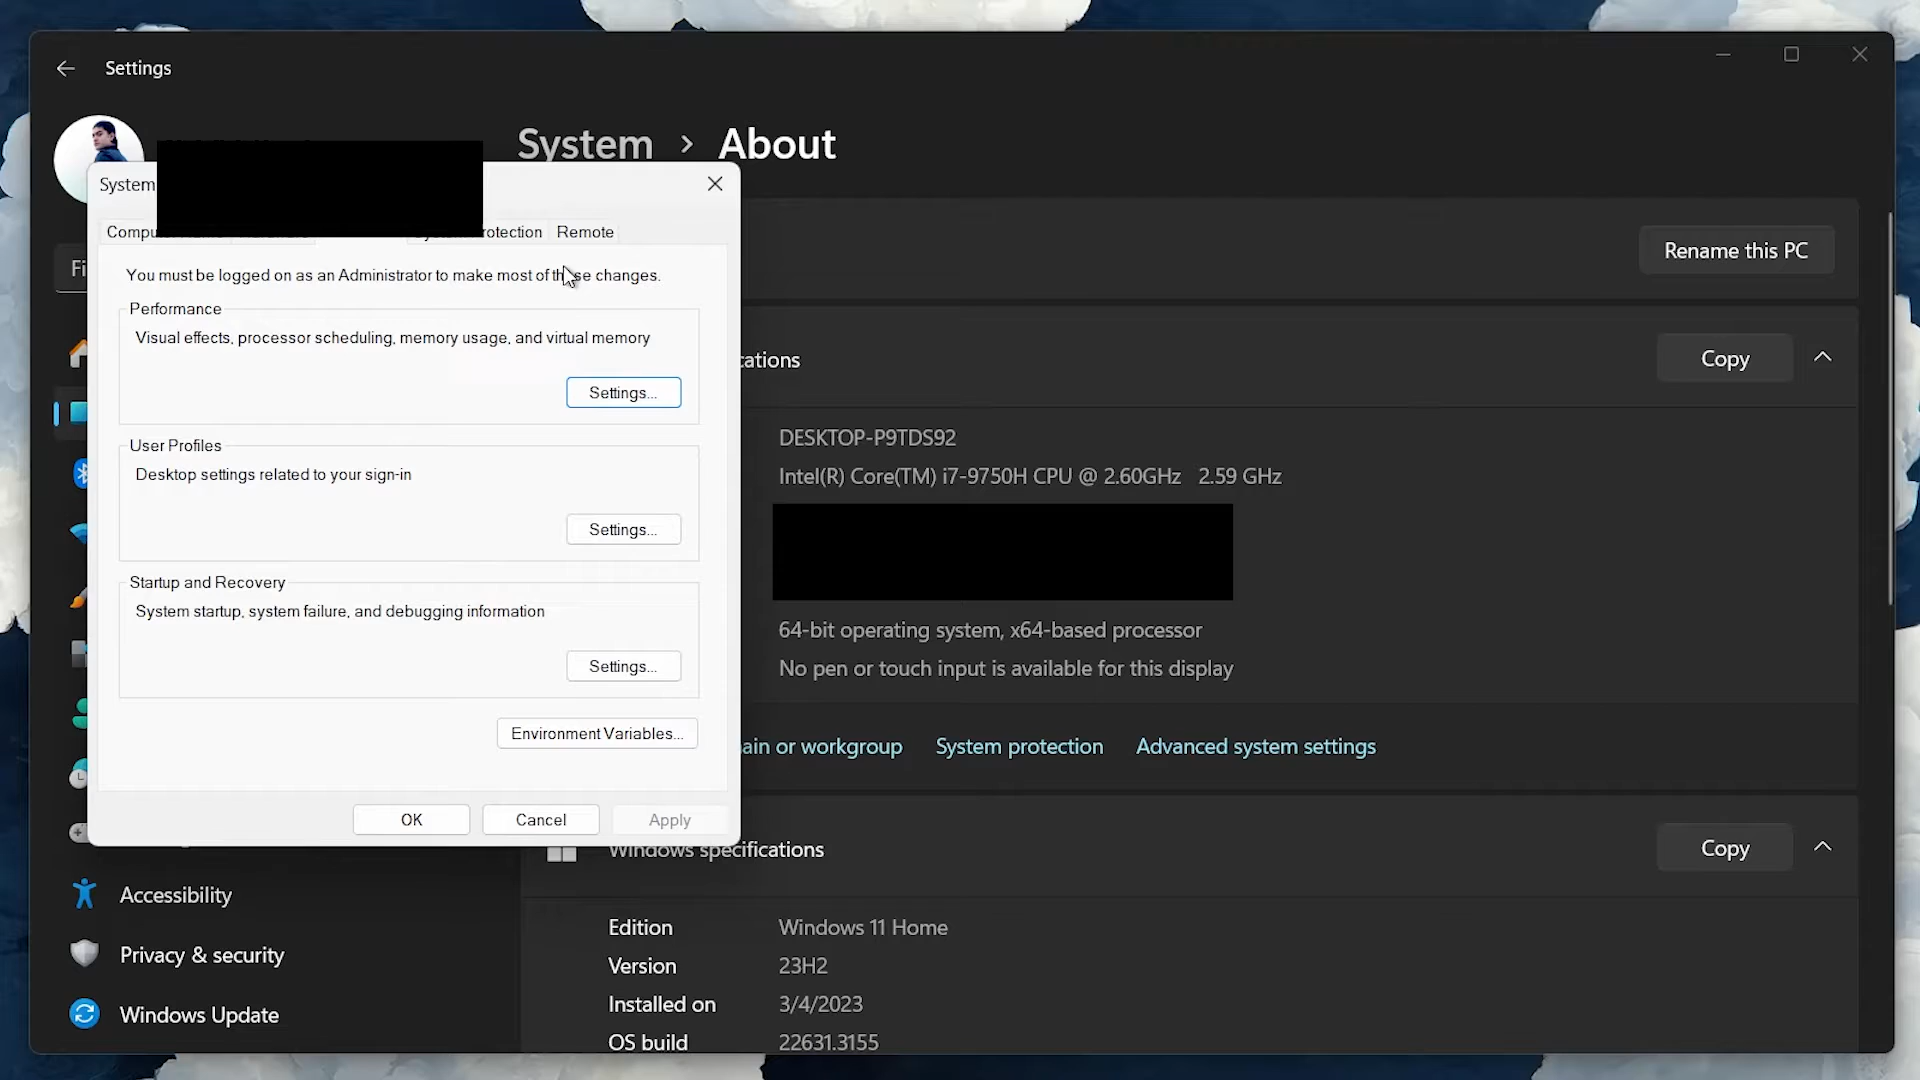 Settings
System > About
System
Remote
You must be logged on as an Administrator to make most of these changes.
Performance
Visual effects, processor scheduling, memory usage, and virtual memory
Settings...
User Profiles
Desktop settings related to your sign-in
Settings...
Startup and Recovery
System startup, system failure, and debugging information
Settings...
Environment Variables...
OK
Cancel
Apply
Rename this PC
Copy
DESKTOP-P9TDS92
Intel(R) Core(TM) i7-9750H CPU @ 2.60GHz 2.59 GHz
64-bit operating system, x64-based processor
No pen or touch input is available for this display
or workgroup
System protection
Advanced system settings
Windows specifications
Copy
Edition Windows 11 Home
Version 23H2
Installed on 3/4/2023
OS build 22631.3155
Accessibility
Privacy & security
Windows Update